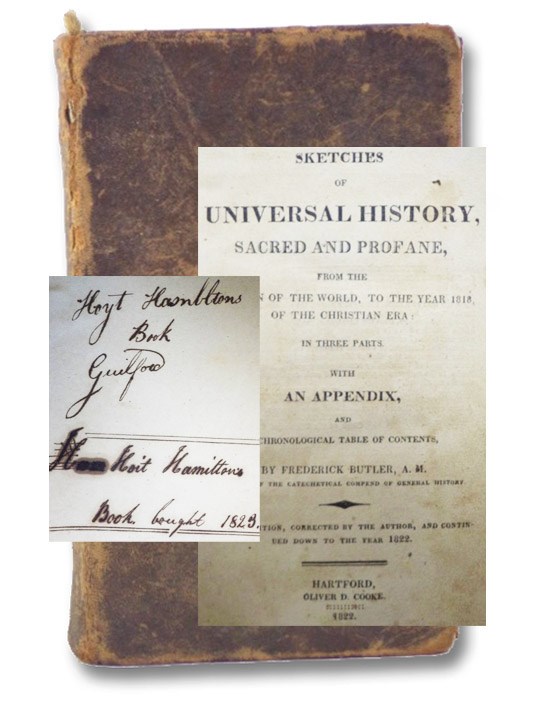 SKETCHES
OF
UNIVERSAL HISTORY,
SACRED AND PROFANE,
FROM THE
N OF THE WORLD, TO THE YEAR 1818,
OF THE CHRISTIAN ERA:
IN THREE PARTS.
WITH
AN APPENDIX,
AND
CHRONOLOGICAL TABLE OF CONTENTS,
BY FREDERICK BUTLER, A. M.
OF THE CATECHETICAL COMPEND OF GENERAL HISTORY
TION, CORRECTED BY THE AUTHOR, AND CONTIN-
UED DOWN TO THE YEAR 1822.
HARTFORD,
OLIVER D. COOKE.
1822.
Hoyt Hambltons
Book
Guilford
Hoit Hamiltons
Book bought 1823.